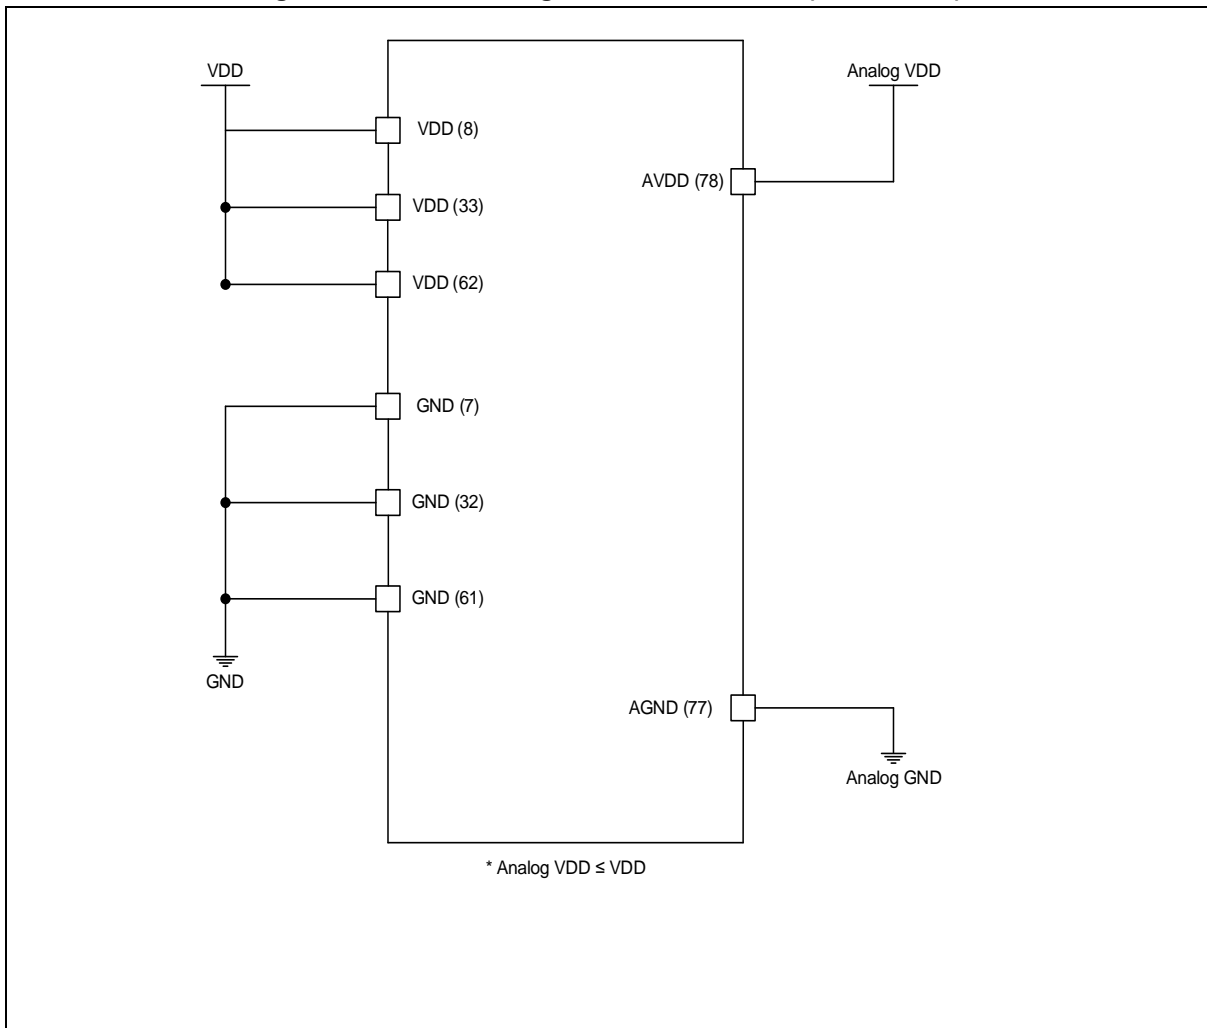 VDD
Analog VDD
VDD (8)
AVDD (78)
VDD (33)
VDD (62)
GND (7)
GND (32)
GND (61)
GND
AGND (77)
Analog GND
* Analog VDD ≤ VDD